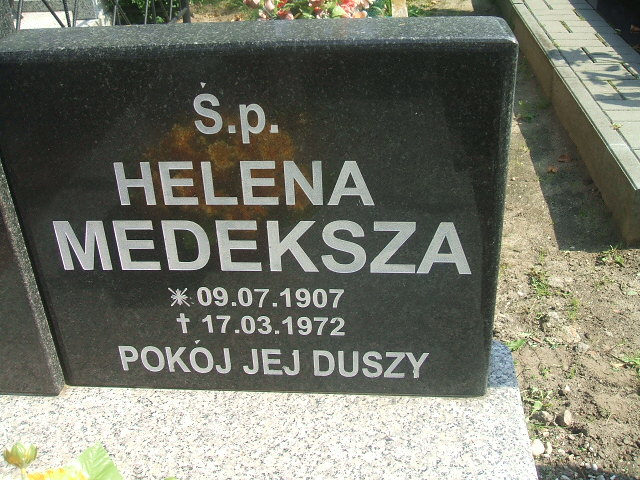 Ś.p.
HELENA
MEDEKSZA
* 09.07.1907
† 17.03.1972
POKÓJ JEJ DUSZY